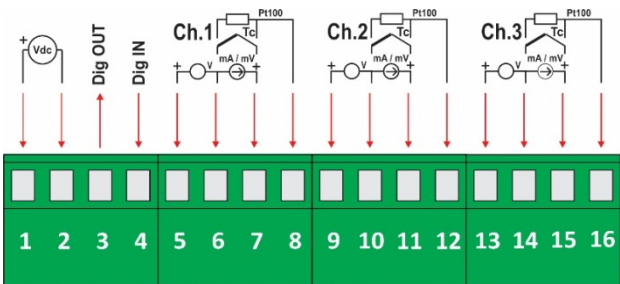 Pt100 Pt100 Pt100
Ch.1 Tc Ch.2 Tc Ch.3 Tc
+ Vdc Dig OUT Dig IN mA / mV mA / mV mA / mV
+ V + + V + + V +
1 2 3 4 5 6 7 8 9 10 11 12 13 14 15 16